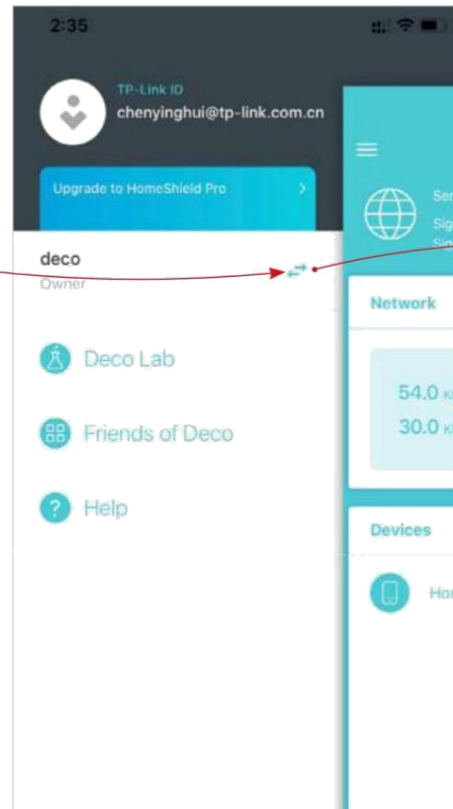 2:35
TP-Link ID
chenyinghui@tp-link.com.cn
Upgrade to HomeShield Pro
deco
Owner
Deco Lab
Friends of Deco
Help
Network
54.0
30.0
Devices